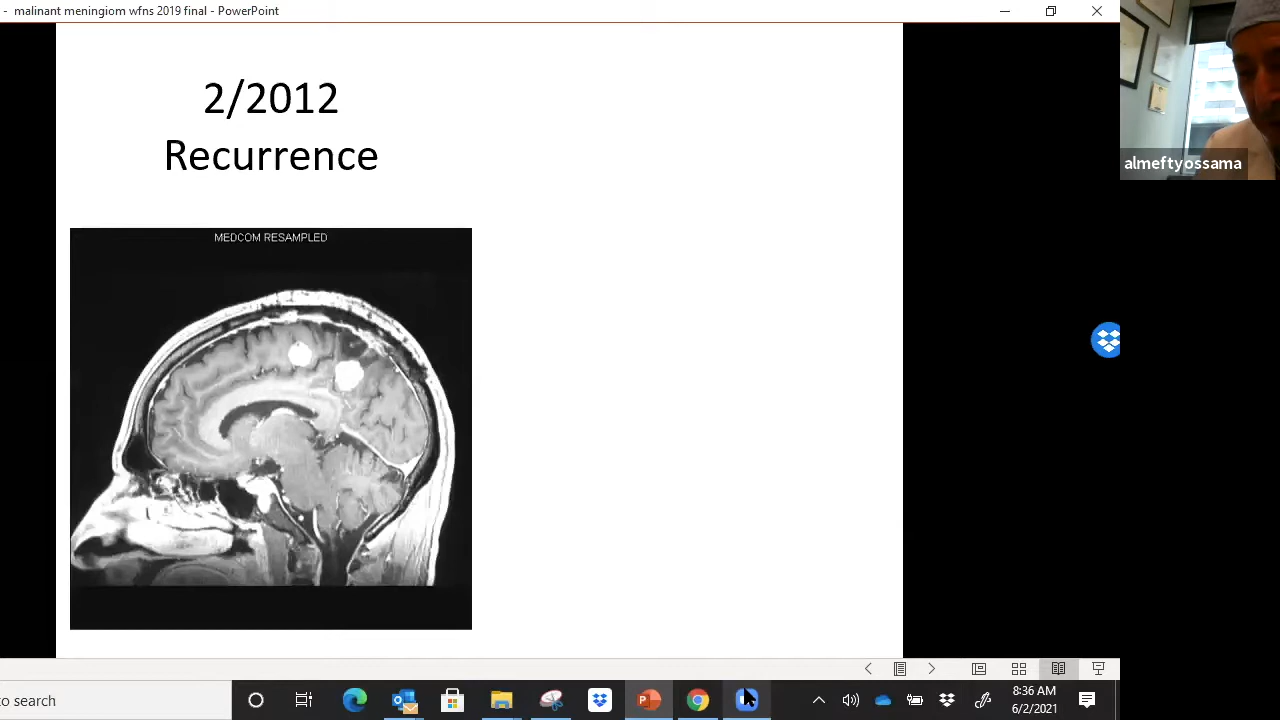 - malinant meningiom wfns 2019 final - PowerPoint
2/2012
Recurrence
MEDCOM RESAMPLED
almeftyossama
to search
8:36 AM
6/2/2021